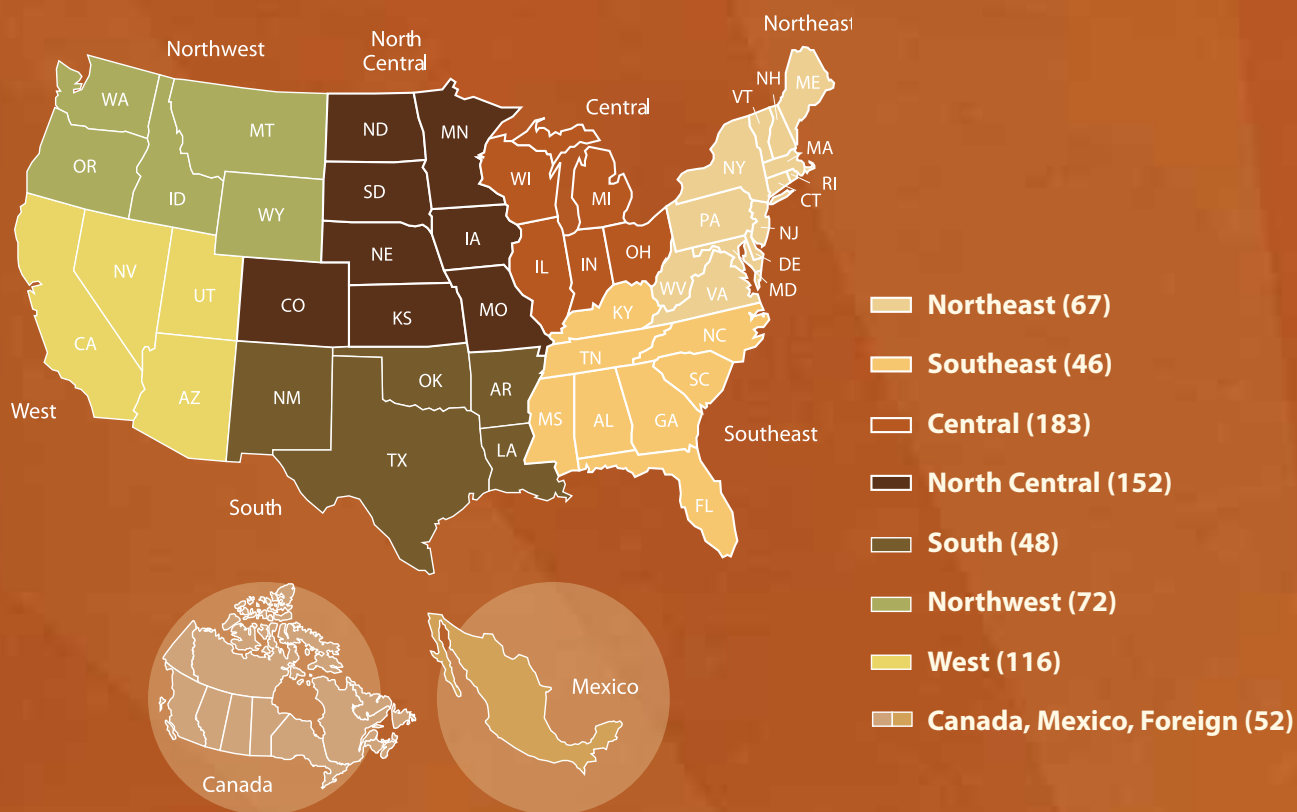 Northwest
North
Central
Northeast
Central
WA
OR
ID
MT
WY
ND
SD
NE
MN
IA
CO
KS
MO
WI
MI
IL
IN
OH
NH
ME
VT
NY
MA
RI
CT
PA
NJ
DE
MD
WV
VA
KY
NC
TN
SC
MS
AL
GA
FL
NV
UT
CA
AZ
NM
OK
AR
TX
LA
West
South
Southeast
Canada
Mexico
Northeast (67)
Southeast (46)
Central (183)
North Central (152)
South (48)
Northwest (72)
West (116)
Canada, Mexico, Foreign (52)